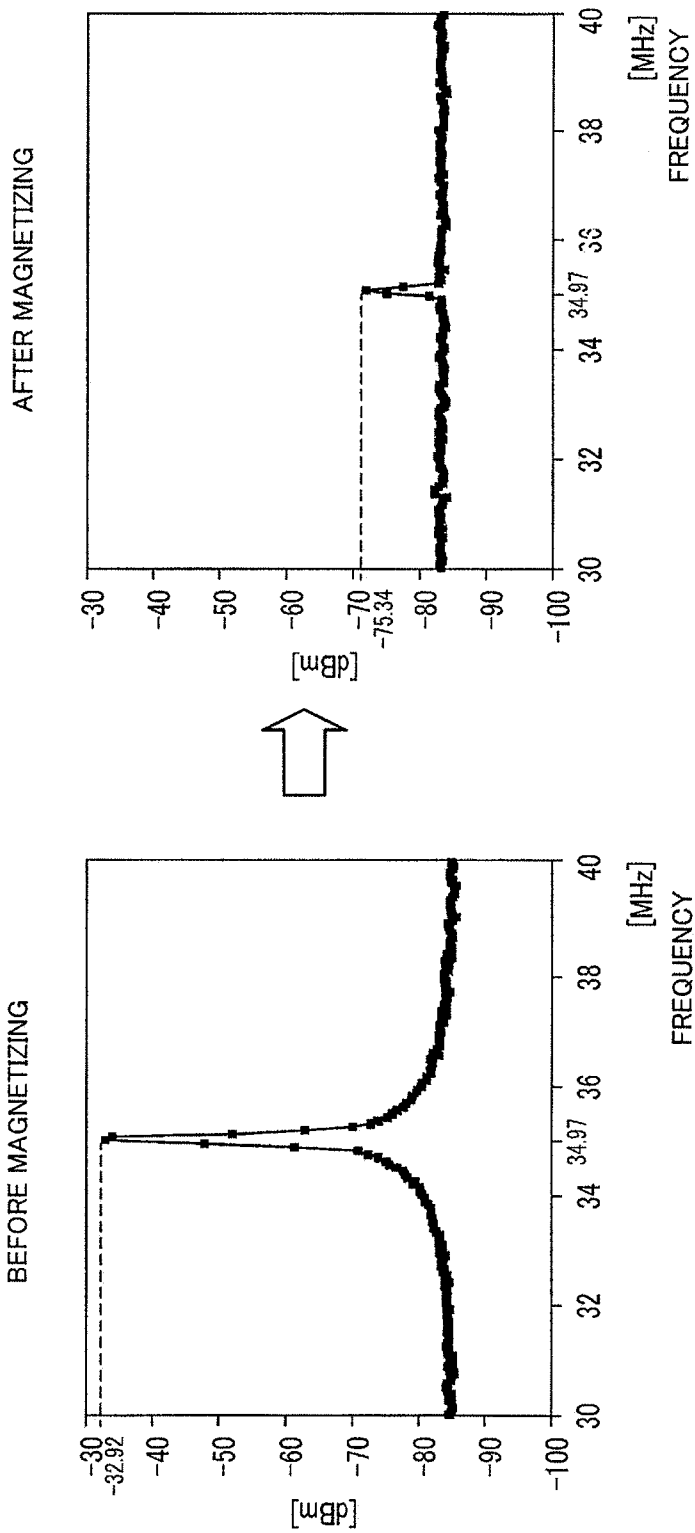 BEFORE MAGNETIZING
[dBm]
-30
-32.92
-40
-50
-60
-70
-80
-90
-100
30 32 34 34.97 36 38 40
[MHz]
FREQUENCY
AFTER MAGNETIZING
[dBm]
-30
-40
-50
-60
-70
-75.34
-80
-90
-100
30 32 34 34.97 36 38 40
[MHz]
FREQUENCY